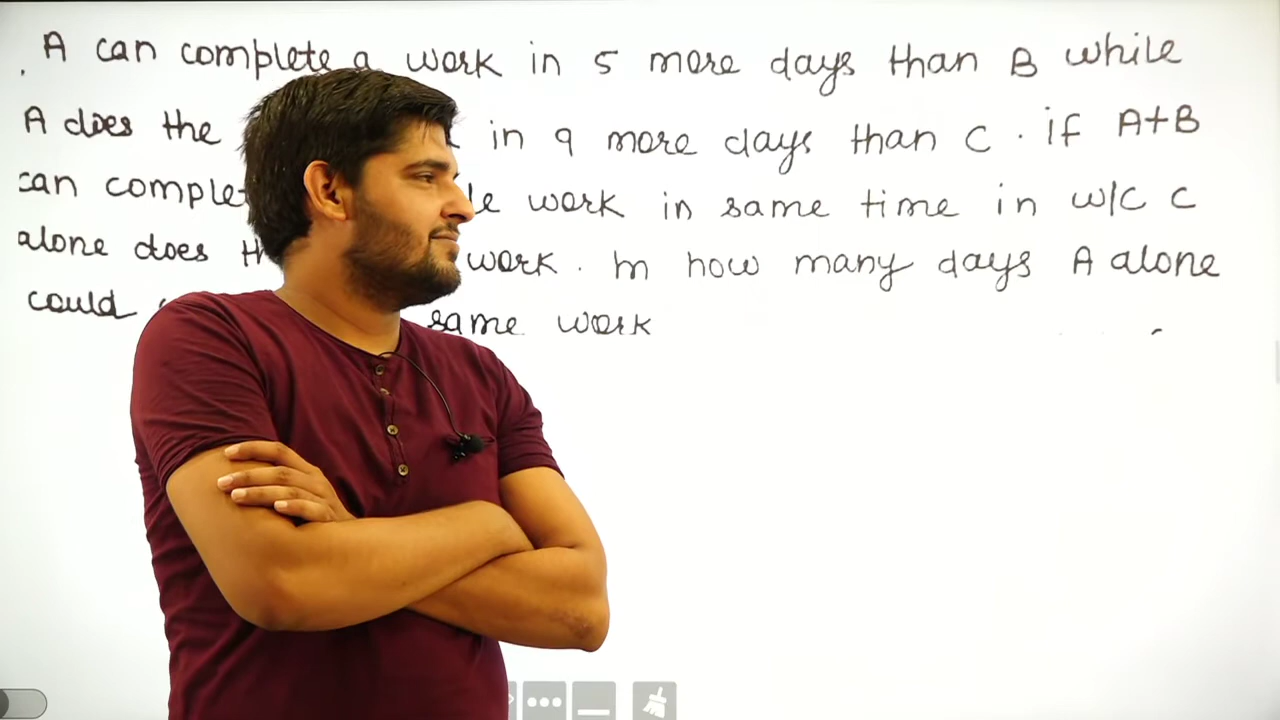 A can complete a work in 5 more days than B while
A does the in 9 more days than C. if A+B
can work in same time in w/c C
alone does work. In how many days A alone
could same work